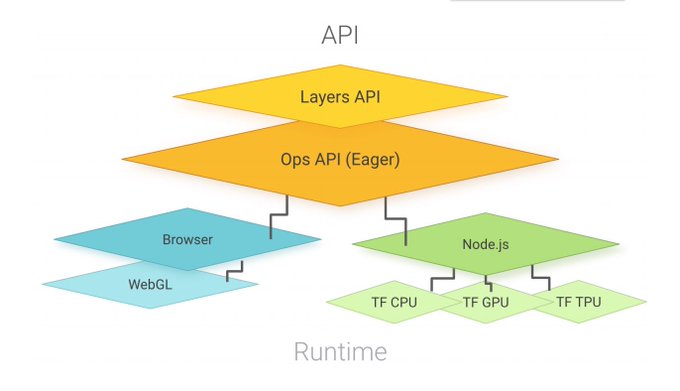 API
Layers API
Ops API (Eager)
Browser
Node.js
WebGL
TF CPU
TF GPU
TF TPU
Runtime